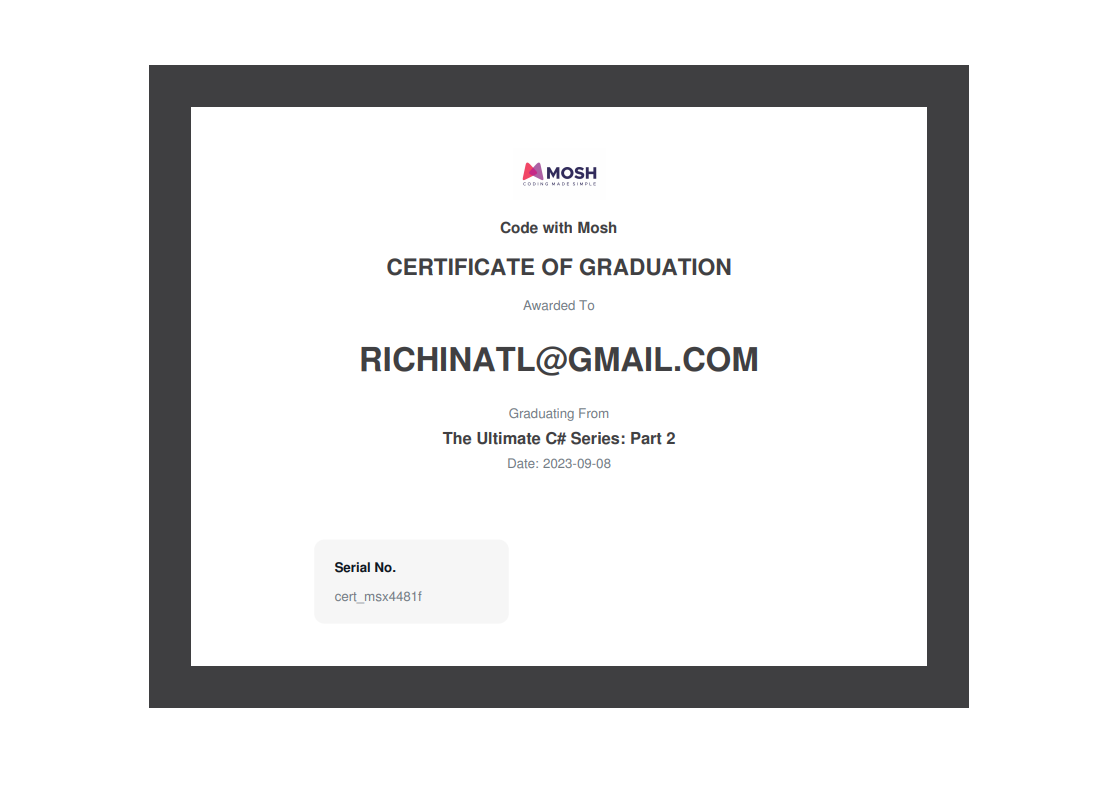 MOSH
CODING MADE SIMPLE
Code with Mosh
CERTIFICATE OF GRADUATION
Awarded To
RICHINATL@GMAIL.COM
Graduating From
The Ultimate C# Series: Part 2
Date: 2023-09-08
Serial No.
cert_msx4481f